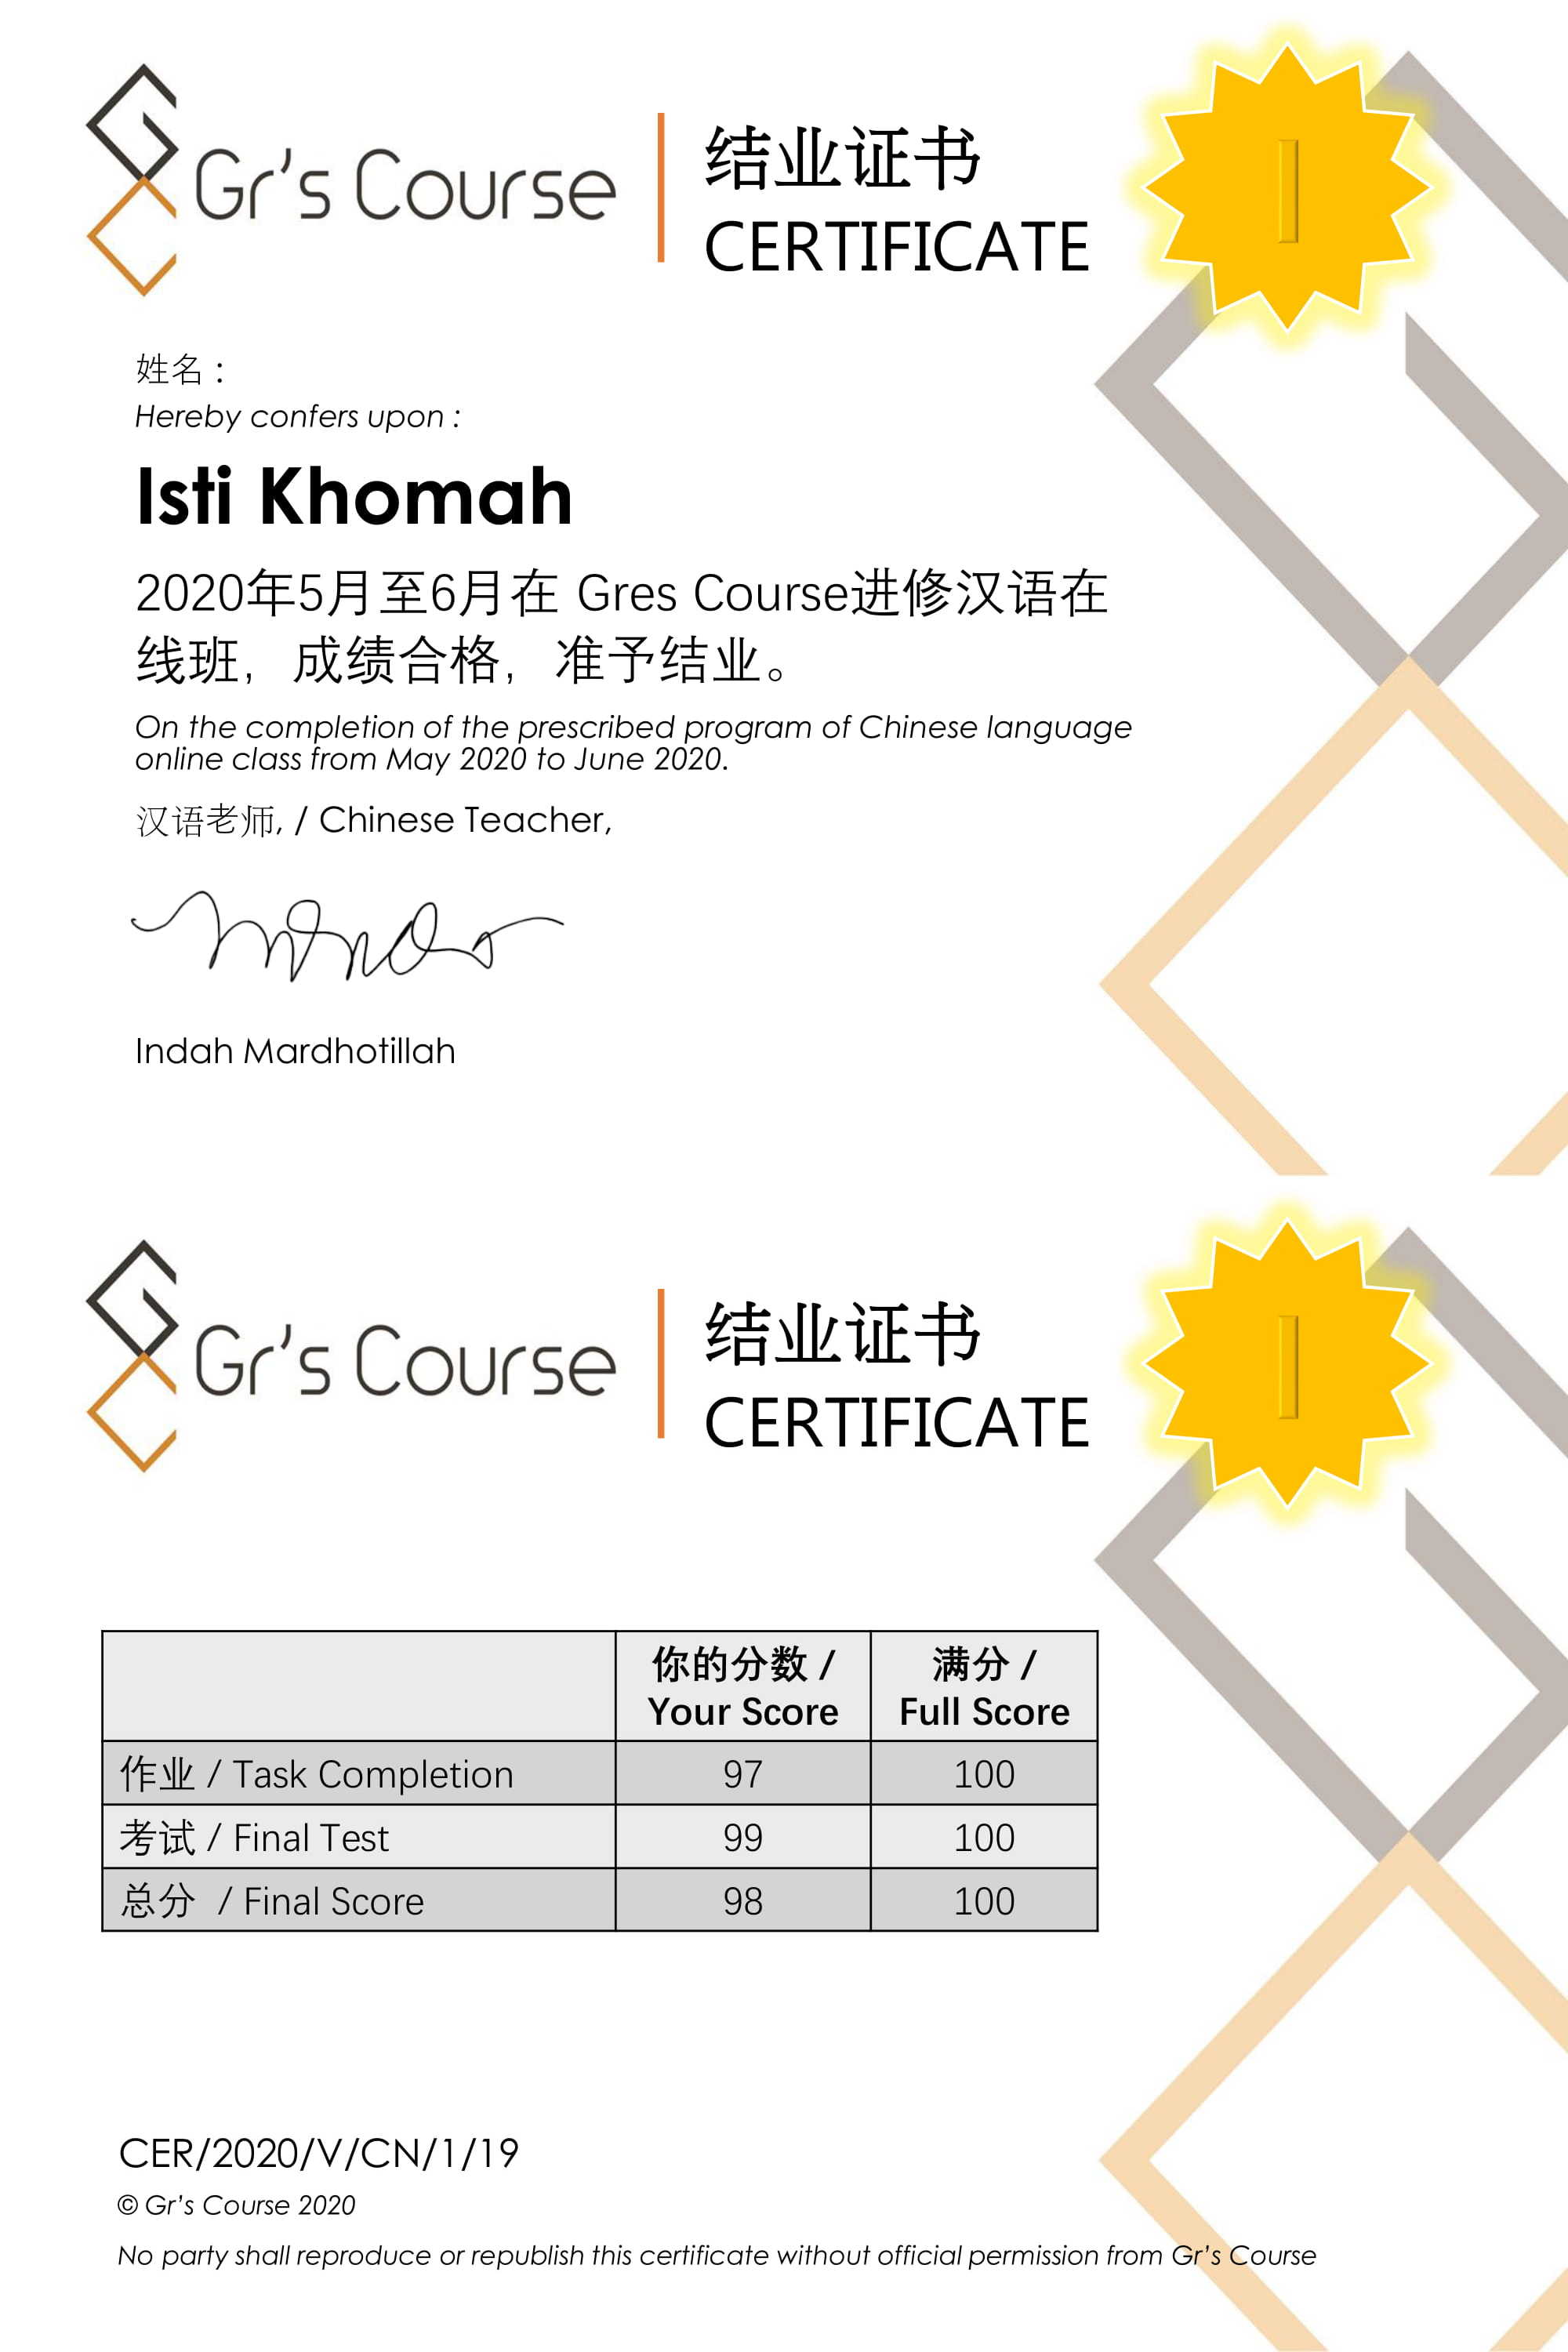 Gr's Course
结业证书
CERTIFICATE
I
姓名：
Hereby confers upon :
Isti Khomah
2020年5月至6月在 Gres Course进修汉语在
线班，成绩合格，准予结业。
On the completion of the prescribed program of Chinese language
online class from May 2020 to June 2020.
汉语老师, / Chinese Teacher,
Indah Mardhotillah
Gr's Course
结业证书
CERTIFICATE
I
你的分数 / 满分 /
Your Score Full Score
作业 / Task Completion 97 100
考试 / Final Test 99 100
总分 / Final Score 98 100
CER/2020/V/CN/1/19
© Gr's Course 2020
No party shall reproduce or republish this certificate without official permission from Gr's Course